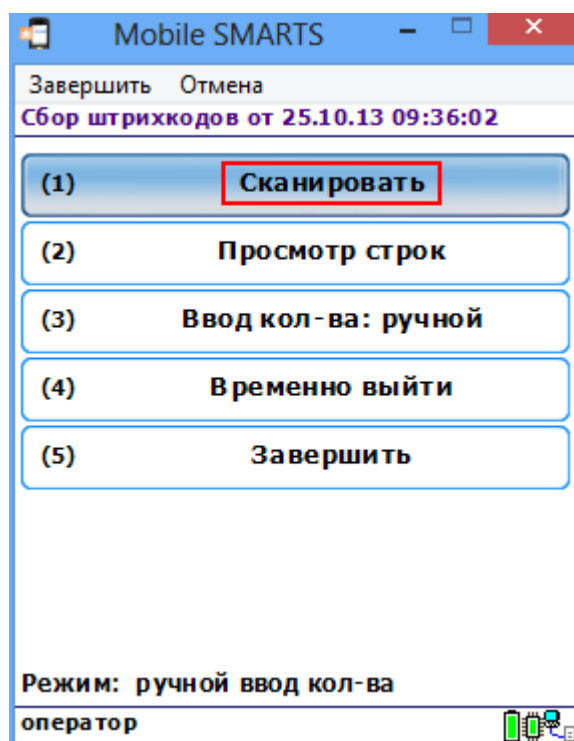 Mobile SMARTS
Завершить Отмена
Сбор штрихкодов от 25.10.13 09:36:02
(1) Сканировать
(2) Просмотр строк
(3) Ввод кол-ва: ручной
(4) Временно выйти
(5) Завершить
Режим: ручной ввод кол-ва
оператор